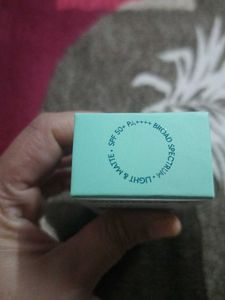 SPF 50+ PA++++ BROAD SPECTRUM • LIGHT & MATTE •